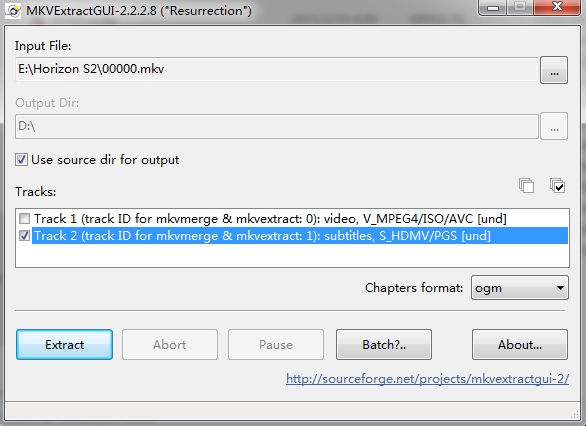 MKVExtractGUI-2.2.2.8 ("Resurrection")
Input File:
E:\Horizon S2\00000.mkv
...
Output Dir:
D:\
...
Use source dir for output
Tracks:
Track 1 (track ID for mkvmerge & mkvextract: 0): video, V_MPEG4/ISO/AVC [und]
Track 2 (track ID for mkvmerge & mkvextract: 1): subtitles, S_HDMV/PGS [und]
Chapters format: ogm
Extract Abort Pause Batch?.. About...
http://sourceforge.net/projects/mkvextractgui-2/